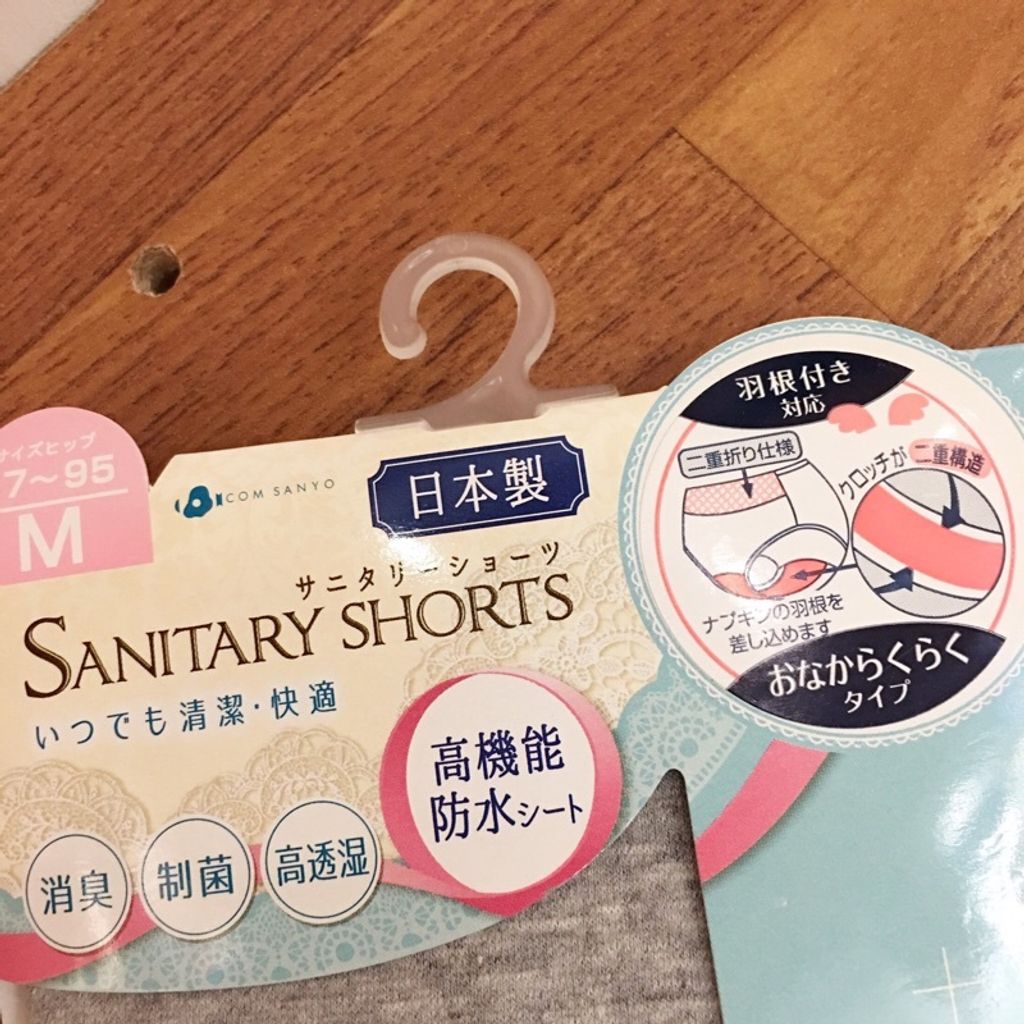 サイズヒップ
7～95
M
COM SANYO
日本製
サニタリーショーツ
SANITARY SHORTS
いつでも清潔・快適
高機能
防水シート
消臭
制菌
高透湿
羽根付き
対応
二重折り仕様
クロッチが二重構造
ナプキンの羽根を
差し込めます
おなからくらく
タイプ